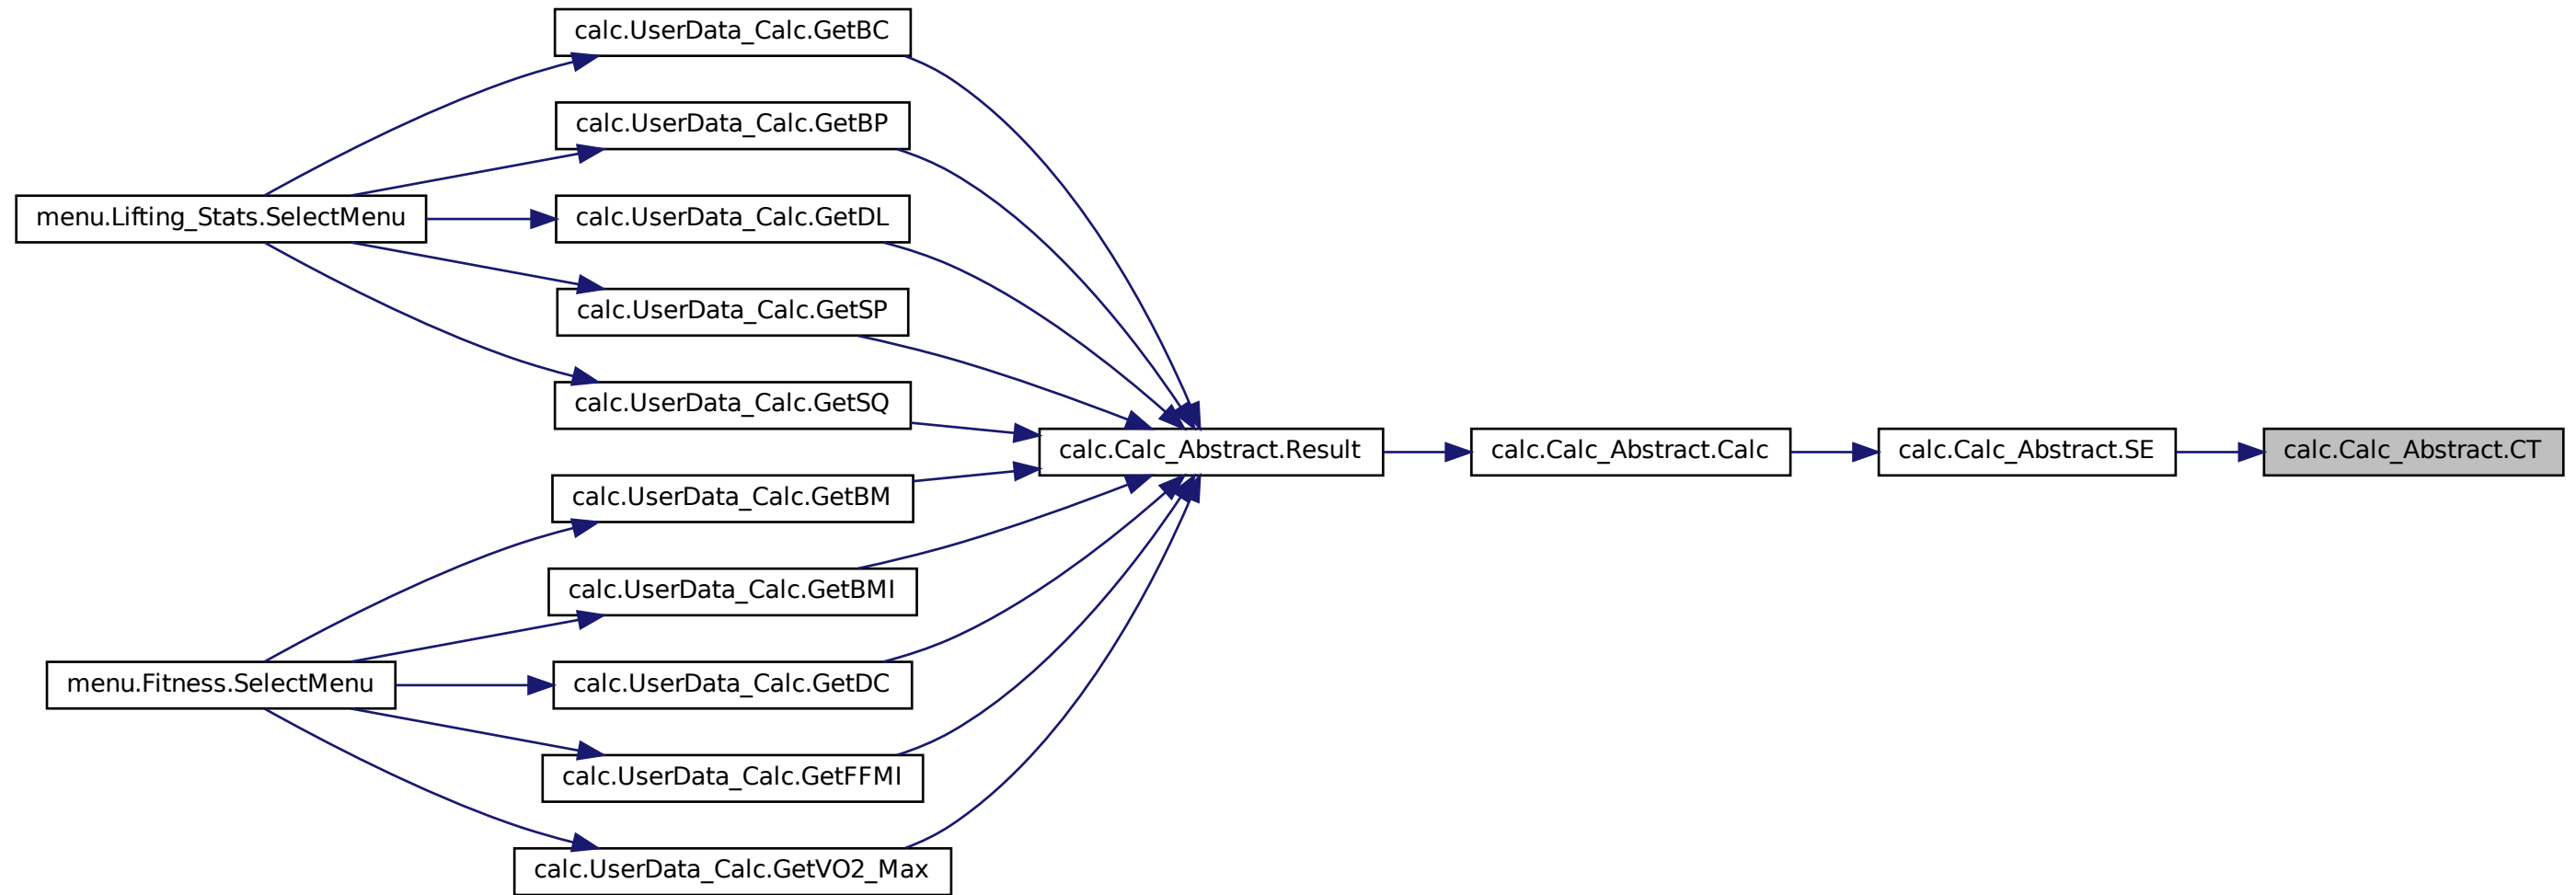 calc.UserData_Calc.GetBC
calc.UserData_Calc.GetBP
menu.Lifting_Stats.SelectMenu
calc.UserData_Calc.GetDL
calc.UserData_Calc.GetSP
calc.UserData_Calc.GetSQ
calc.Calc_Abstract.Result
calc.Calc_Abstract.Calc
calc.Calc_Abstract.SE
calc.Calc_Abstract.CT
calc.UserData_Calc.GetBM
calc.UserData_Calc.GetBMI
menu.Fitness.SelectMenu
calc.UserData_Calc.GetDC
calc.UserData_Calc.GetFFMI
calc.UserData_Calc.GetVO2_Max